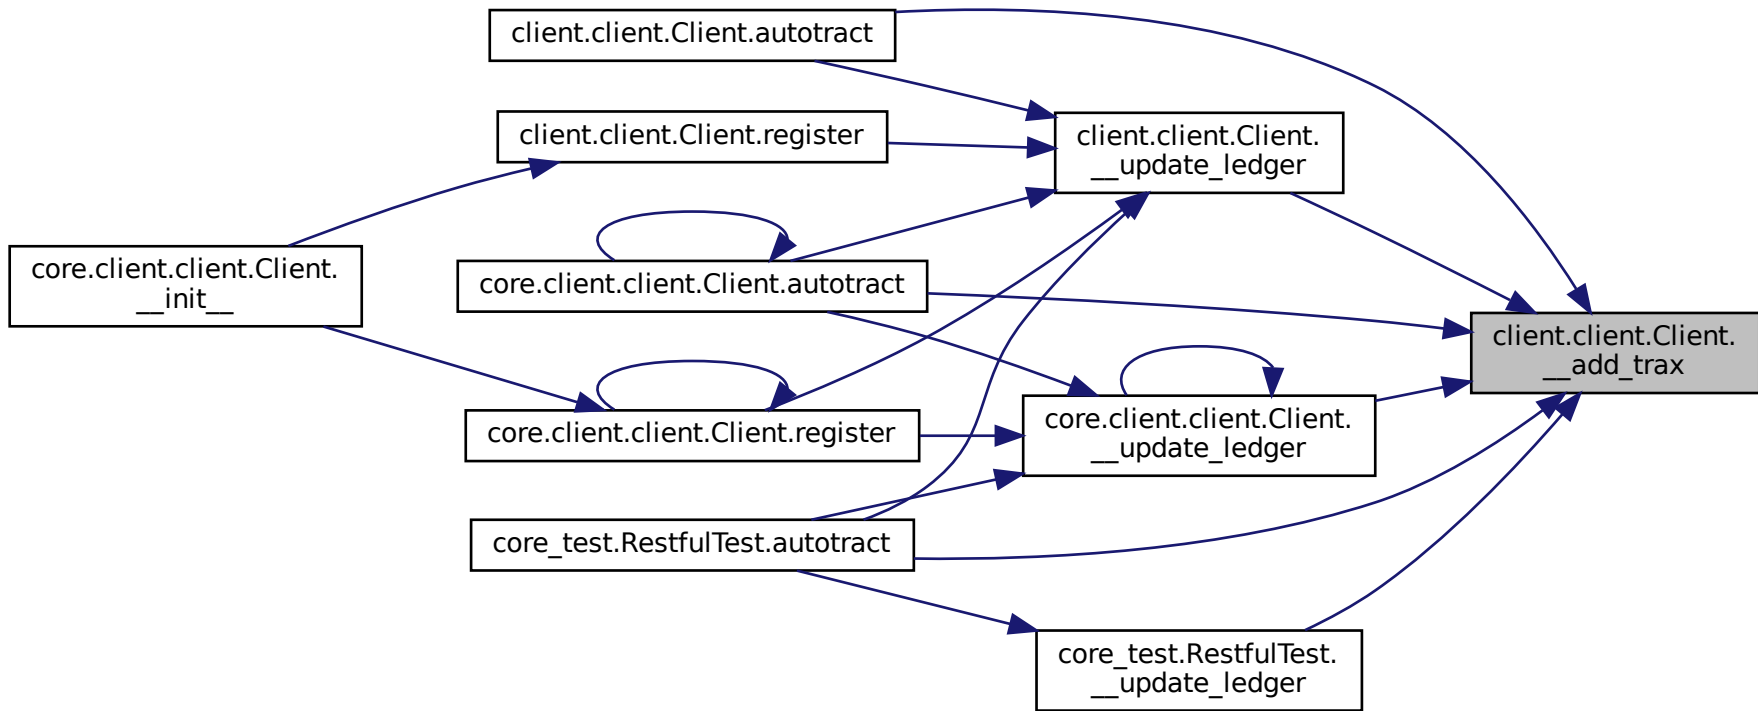 client.client.Client.autotract
client.client.Client.register
client.client.Client.
__update_ledger
core.client.client.Client.
__init__
core.client.client.Client.autotract
client.client.Client.
__add_trax
core.client.client.Client.register
core.client.client.Client.
__update_ledger
core_test.RestfulTest.autotract
core_test.RestfulTest.
__update_ledger